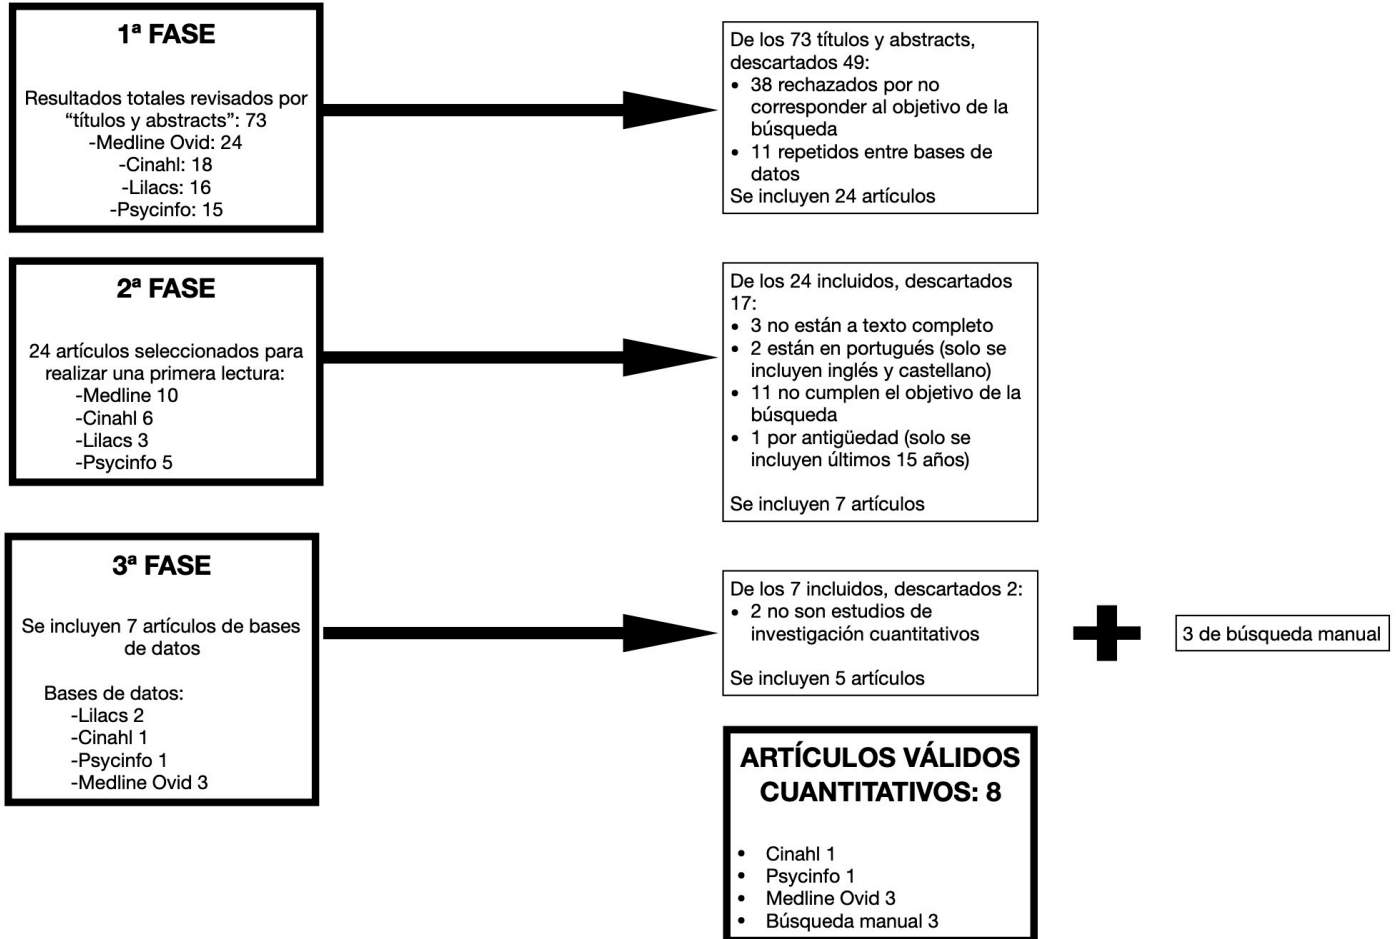 1ª FASE
Resultados totales revisados por
“títulos y abstracts”: 73
-Medline Ovid: 24
-Cinahl: 18
-Lilacs: 16
-Psycinfo: 15
De los 73 títulos y abstracts,
descartados 49:
• 38 rechazados por no
corresponder al objetivo de la
búsqueda
• 11 repetidos entre bases de
datos
Se incluyen 24 artículos
2ª FASE
24 artículos seleccionados para
realizar una primera lectura:
-Medline 10
-Cinahl 6
-Lilacs 3
-Psycinfo 5
De los 24 incluidos, descartados
17:
• 3 no están a texto completo
• 2 están en portugués (solo se
incluyen inglés y castellano)
• 11 no cumplen el objetivo de la
búsqueda
• 1 por antigüedad (solo se
incluyen últimos 15 años)
Se incluyen 7 artículos
3ª FASE
Se incluyen 7 artículos de bases
de datos
Bases de datos:
-Lilacs 2
-Cinahl 1
-Psycinfo 1
-Medline Ovid 3
De los 7 incluidos, descartados 2:
• 2 no son estudios de
investigación cuantitativos
Se incluyen 5 artículos
3 de búsqueda manual
ARTÍCULOS VÁLIDOS
CUANTITATIVOS: 8
• Cinahl 1
• Psycinfo 1
• Medline Ovid 3
• Búsqueda manual 3